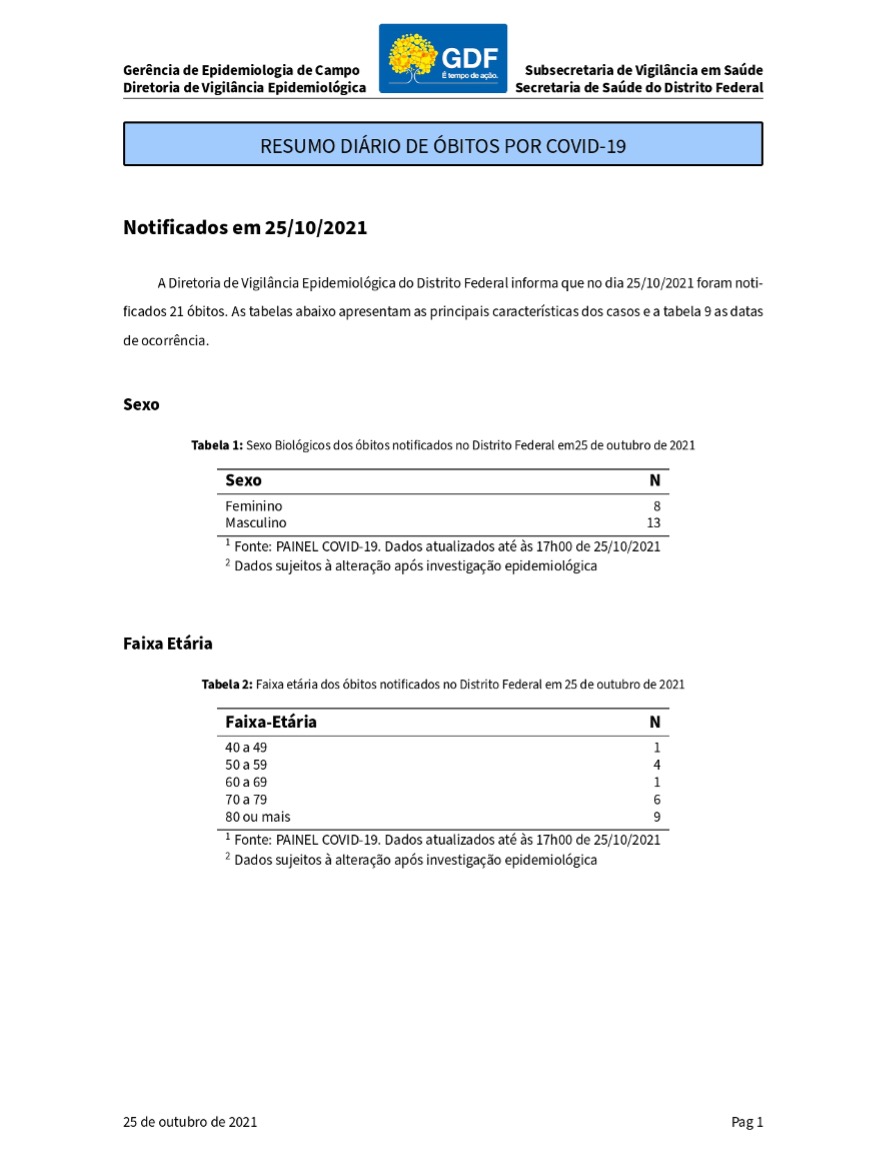 Gerência de Epidemiologia de Campo
Diretoria de Vigilância Epidemiológica
GDF
É tempo de ação.
Subsecretaria de Vigilância em Saúde
Secretaria de Saúde do Distrito Federal
RESUMO DIÁRIO DE ÓBITOS POR COVID-19
Notificados em 25/10/2021
A Diretoria de Vigilância Epidemiológica do Distrito Federal informa que no dia 25/10/2021 foram noti-
ficados 21 óbitos. As tabelas abaixo apresentam as principais características dos casos e a tabela 9 as datas
de ocorrência.
Sexo
Tabela 1: Sexo Biológicos dos óbitos notificados no Distrito Federal em25 de outubro de 2021
Sexo N
Feminino 8
Masculino 13
1 Fonte: PAINEL COVID-19. Dados atualizados até às 17h00 de 25/10/2021
2 Dados sujeitos à alteração após investigação epidemiológica
Faixa Etária
Tabela 2: Faixa etária dos óbitos notificados no Distrito Federal em 25 de outubro de 2021
Faixa-Etária N
40 a 49 1
50 a 59 4
60 a 69 1
70 a 79 6
80 ou mais 9
1 Fonte: PAINEL COVID-19. Dados atualizados até às 17h00 de 25/10/2021
2 Dados sujeitos à alteração após investigação epidemiológica
25 de outubro de 2021 Pag 1